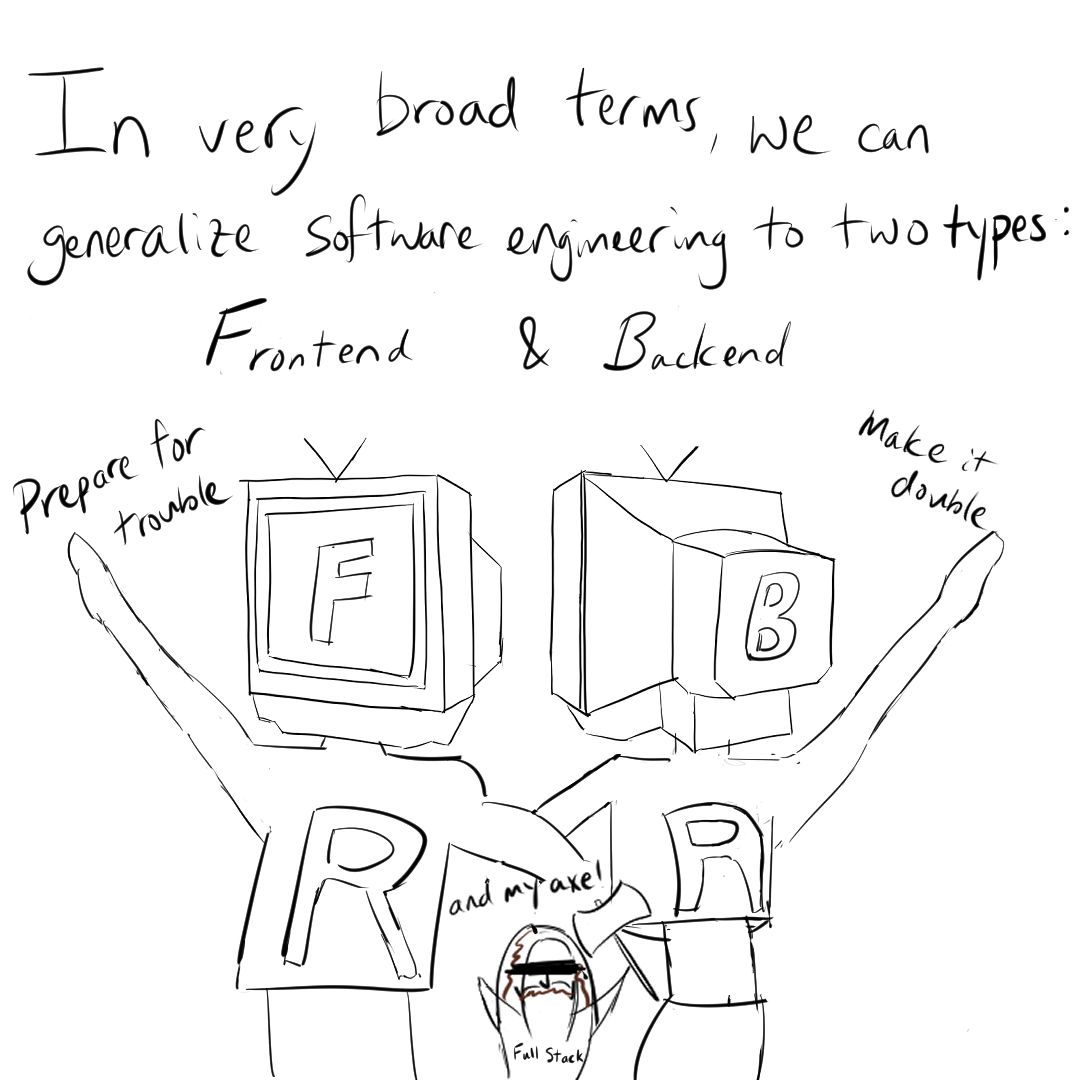 In very broad terms, we can
generalize software engineering to two types:
Frontend & Backend
Prepare for
trouble
Make it
double
F
B
R
R
and my axe!
Full Stack